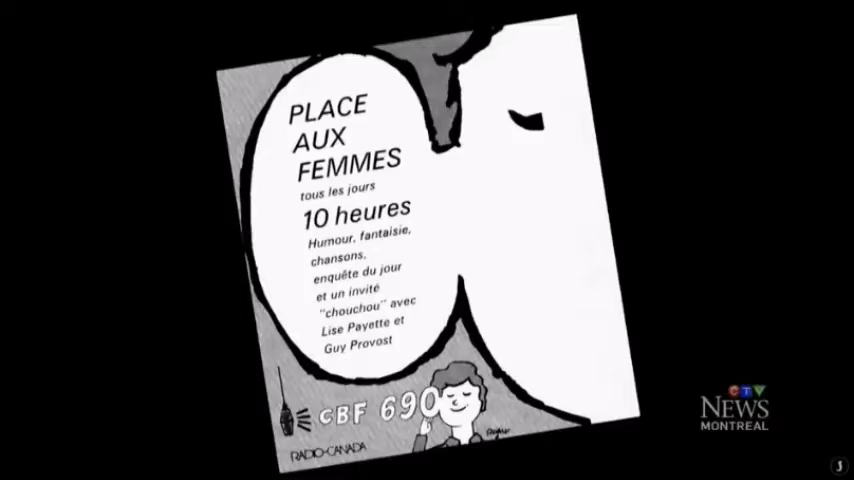 PLACE
AUX
FEMMES
tous les jours
10 heures
Humour, fantaisie,
chansons,
enquête du jour
et un invité
"chouchou" avec
Lise Payette et
Guy Provost
CBF 690
RADIO-CANADA
CTV
NEWS
MONTREAL